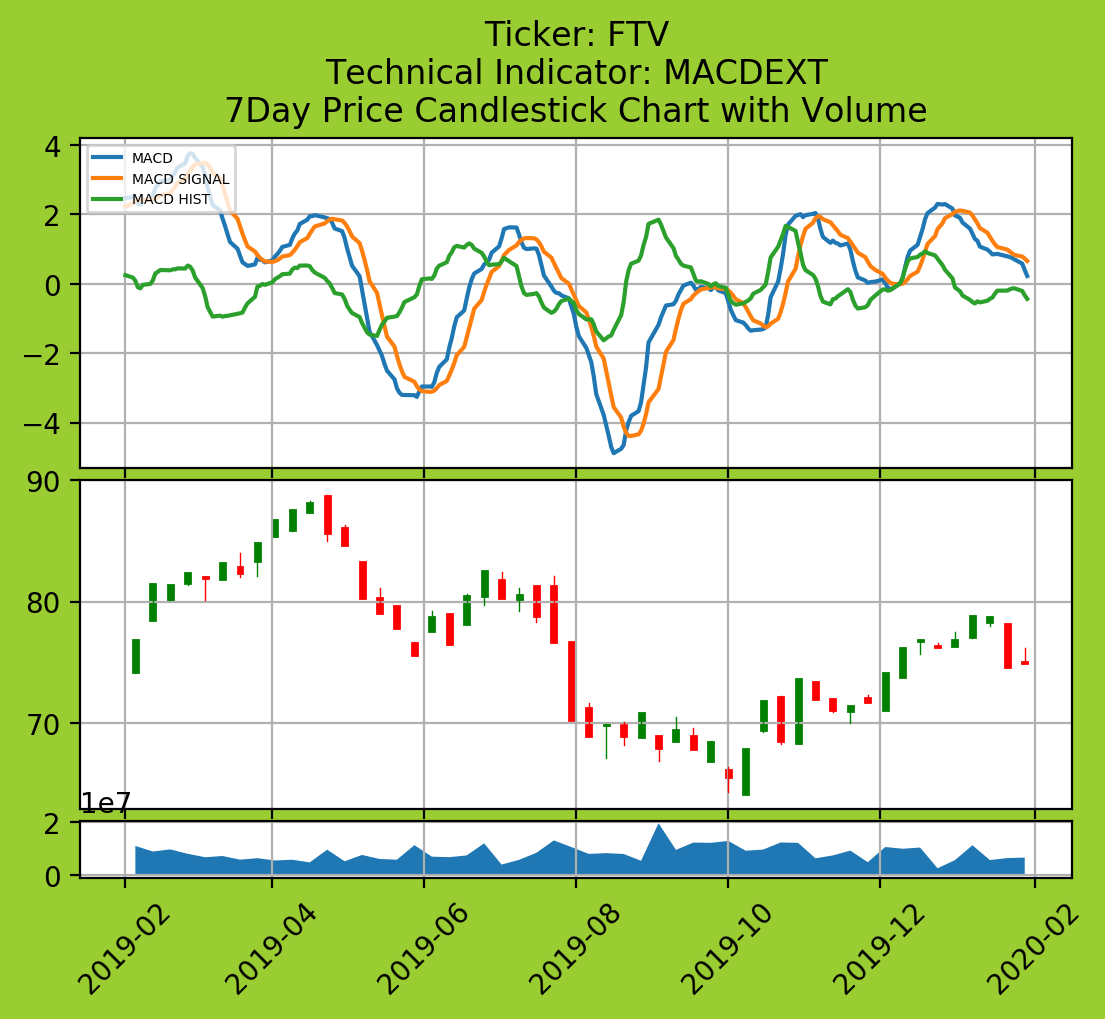 Ticker: FTV
Technical Indicator: MACDEXT
7Day Price Candlestick Chart with Volume
4
2
0
−2
−4
MACD
MACD SIGNAL
MACD HIST
90
80
70
1e7
2
0
2019-02
2019-04
2019-06
2019-08
2019-10
2019-12
2020-02